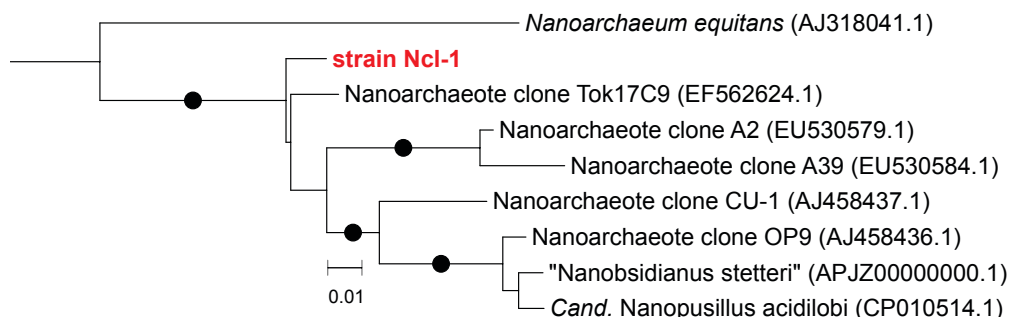 Nanoarchaeum equitans (AJ318041.1)
strain Ncl-1
Nanoarchaeote clone Tok17C9 (EF562624.1)
Nanoarchaeote clone A2 (EU530579.1)
Nanoarchaeote clone A39 (EU530584.1)
Nanoarchaeote clone CU-1 (AJ458437.1)
Nanoarchaeote clone OP9 (AJ458436.1)
"Nanobsidianus stetteri" (APJZ00000000.1)
0.01
Cand. Nanopusillus acidilobi (CP010514.1)